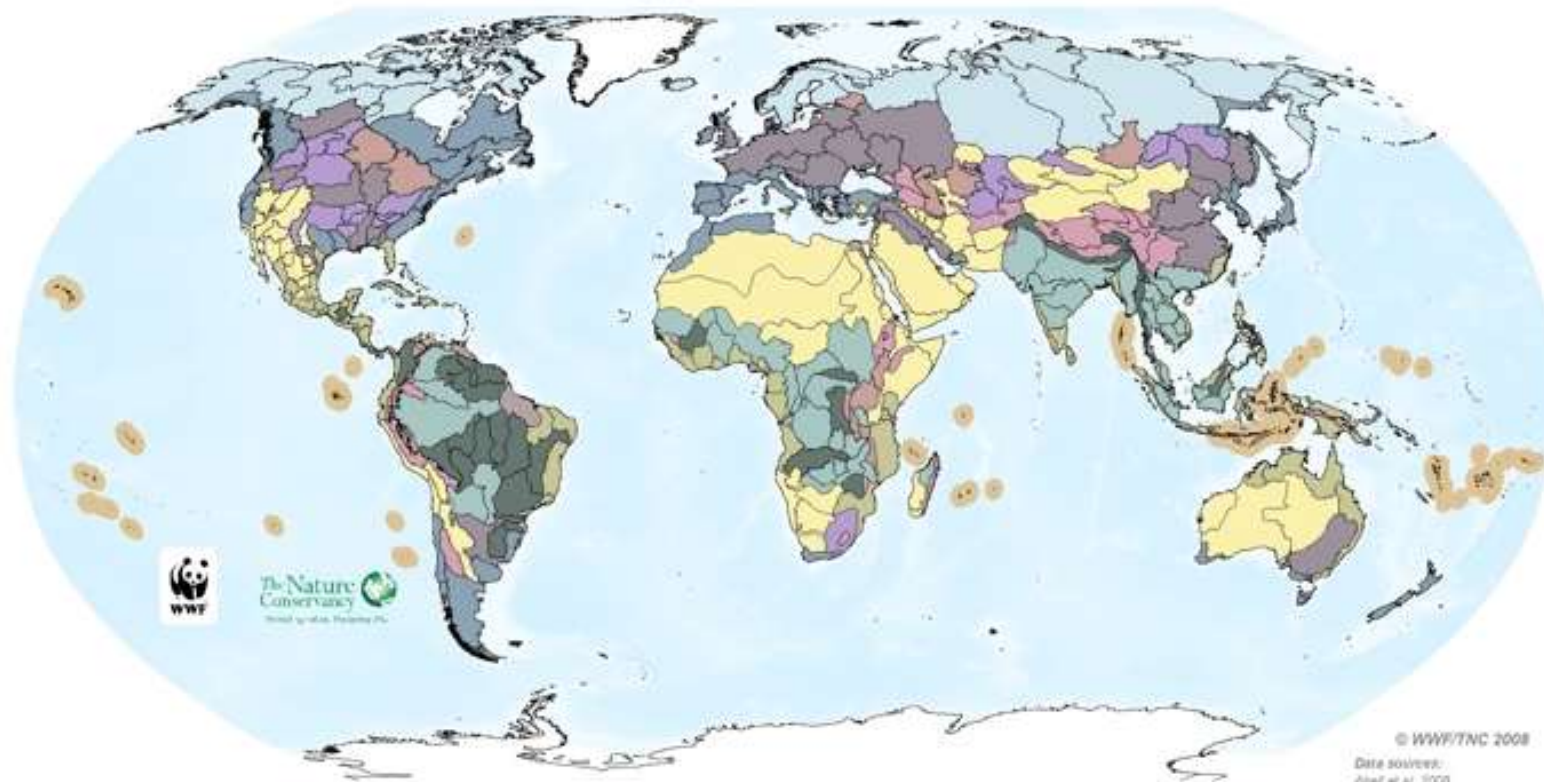 WWF
The Nature
Conservancy
© WWF/TNC 2008
Data sources: